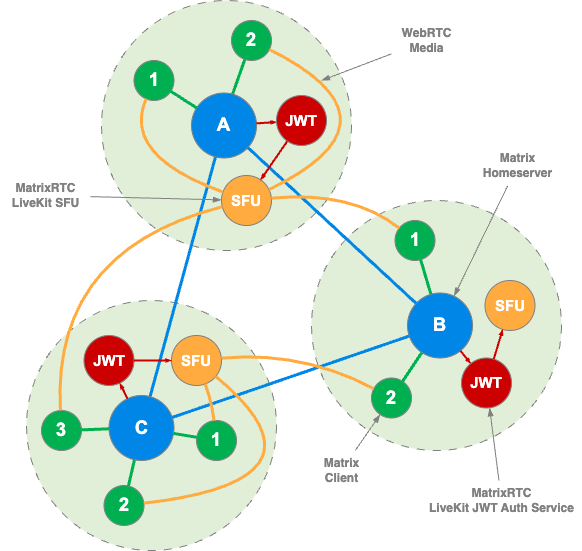 2
WebRTC
Media
1
A
JWT
MatrixRTC
LiveKit SFU
SFU
Matrix
Homeserver
1
SFU
B
JWT
2
JWT
SFU
3
C
1
2
Matrix
Client
MatrixRTC
LiveKit JWT Auth Service